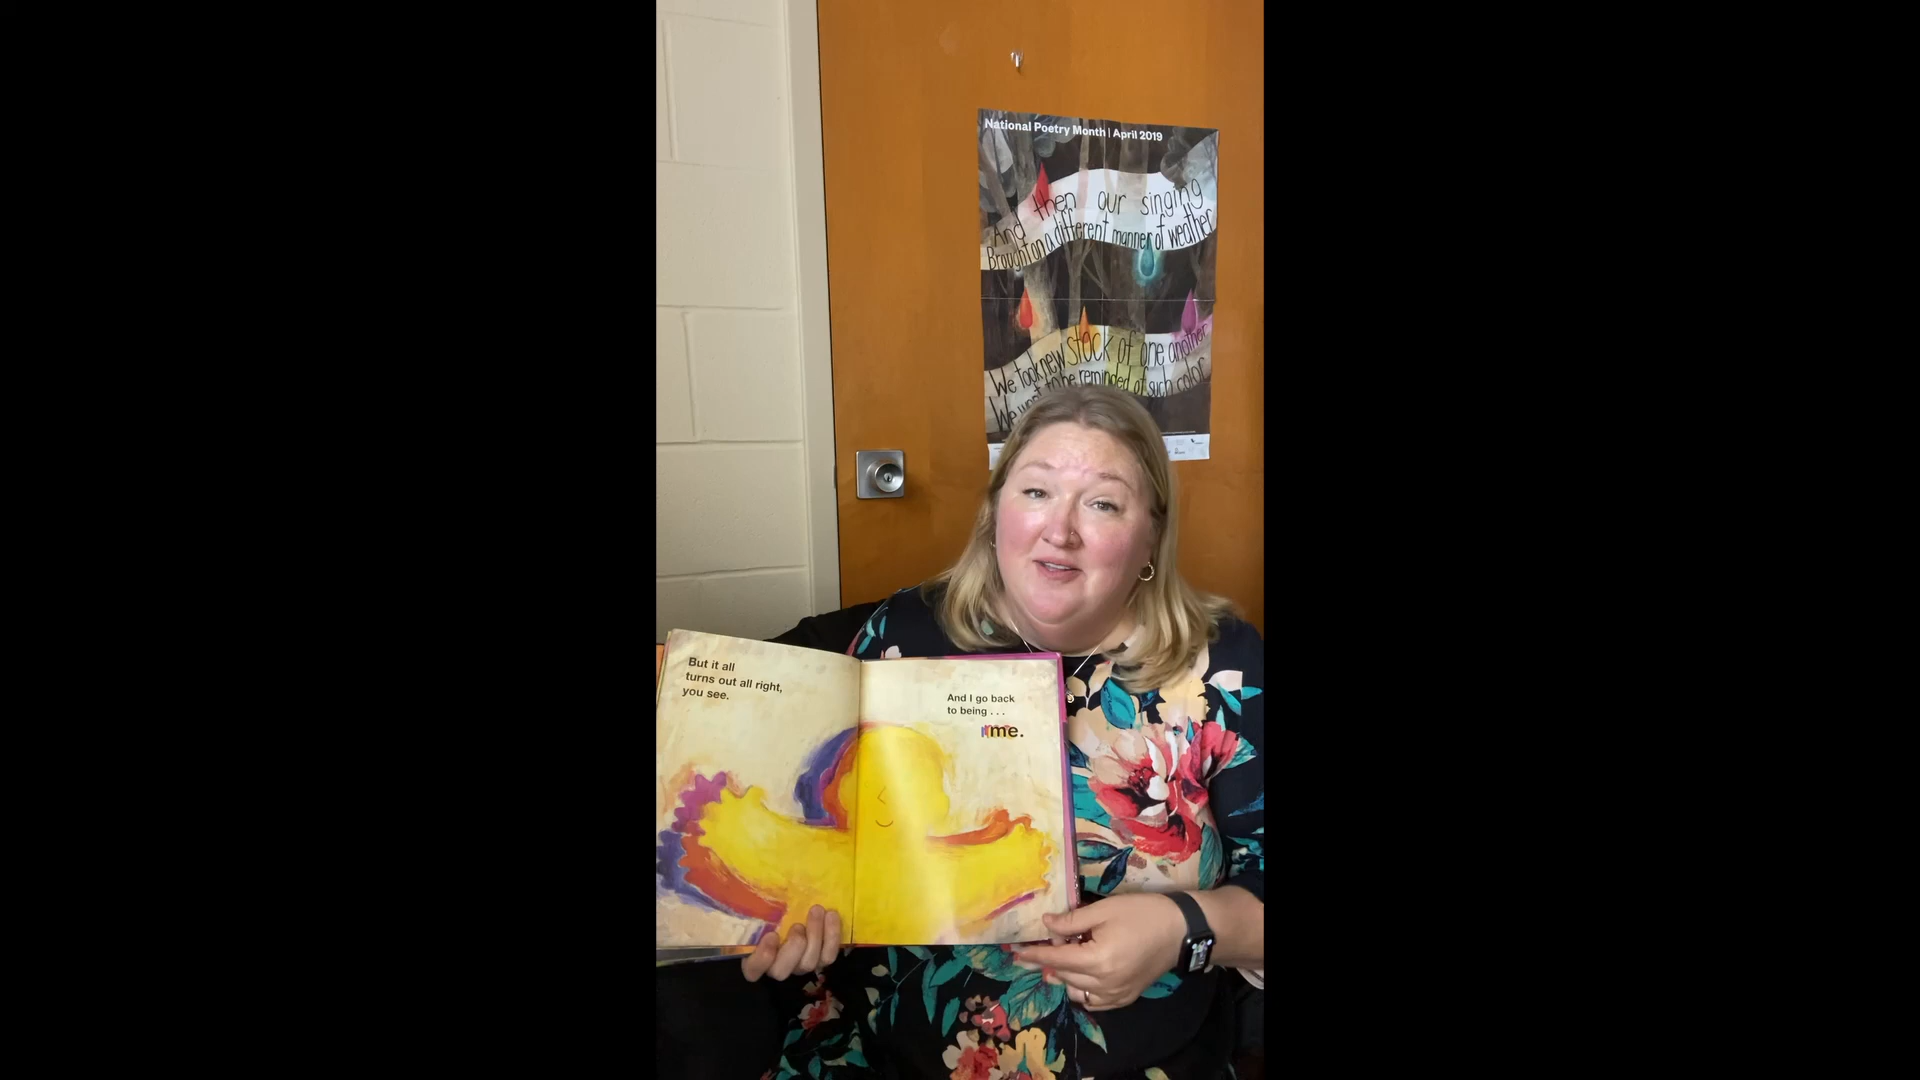 National Poetry Month | April 2019
And then our singing
Brought on a different manner of weather
We took new stock of one another
We went to be reminded of such color
But it all
turns out all right,
you see.
And I go back
to being . . .
me.